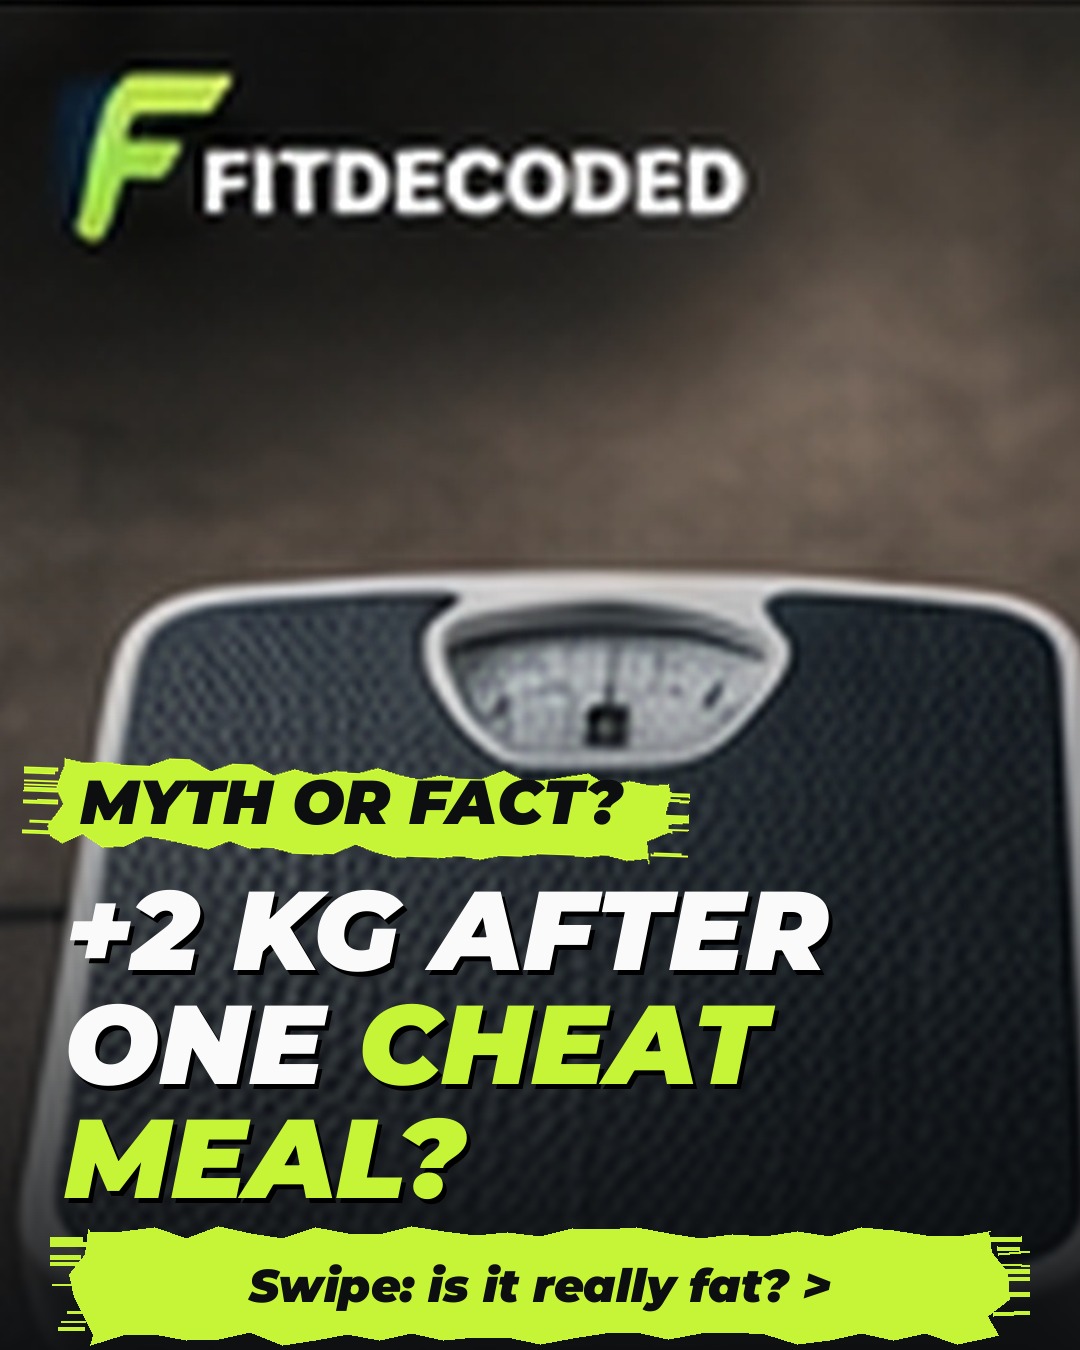 FITDECODED
MYTH OR FACT?
+2 KG AFTER
ONE CHEAT
MEAL?
Swipe: is it really fat? >